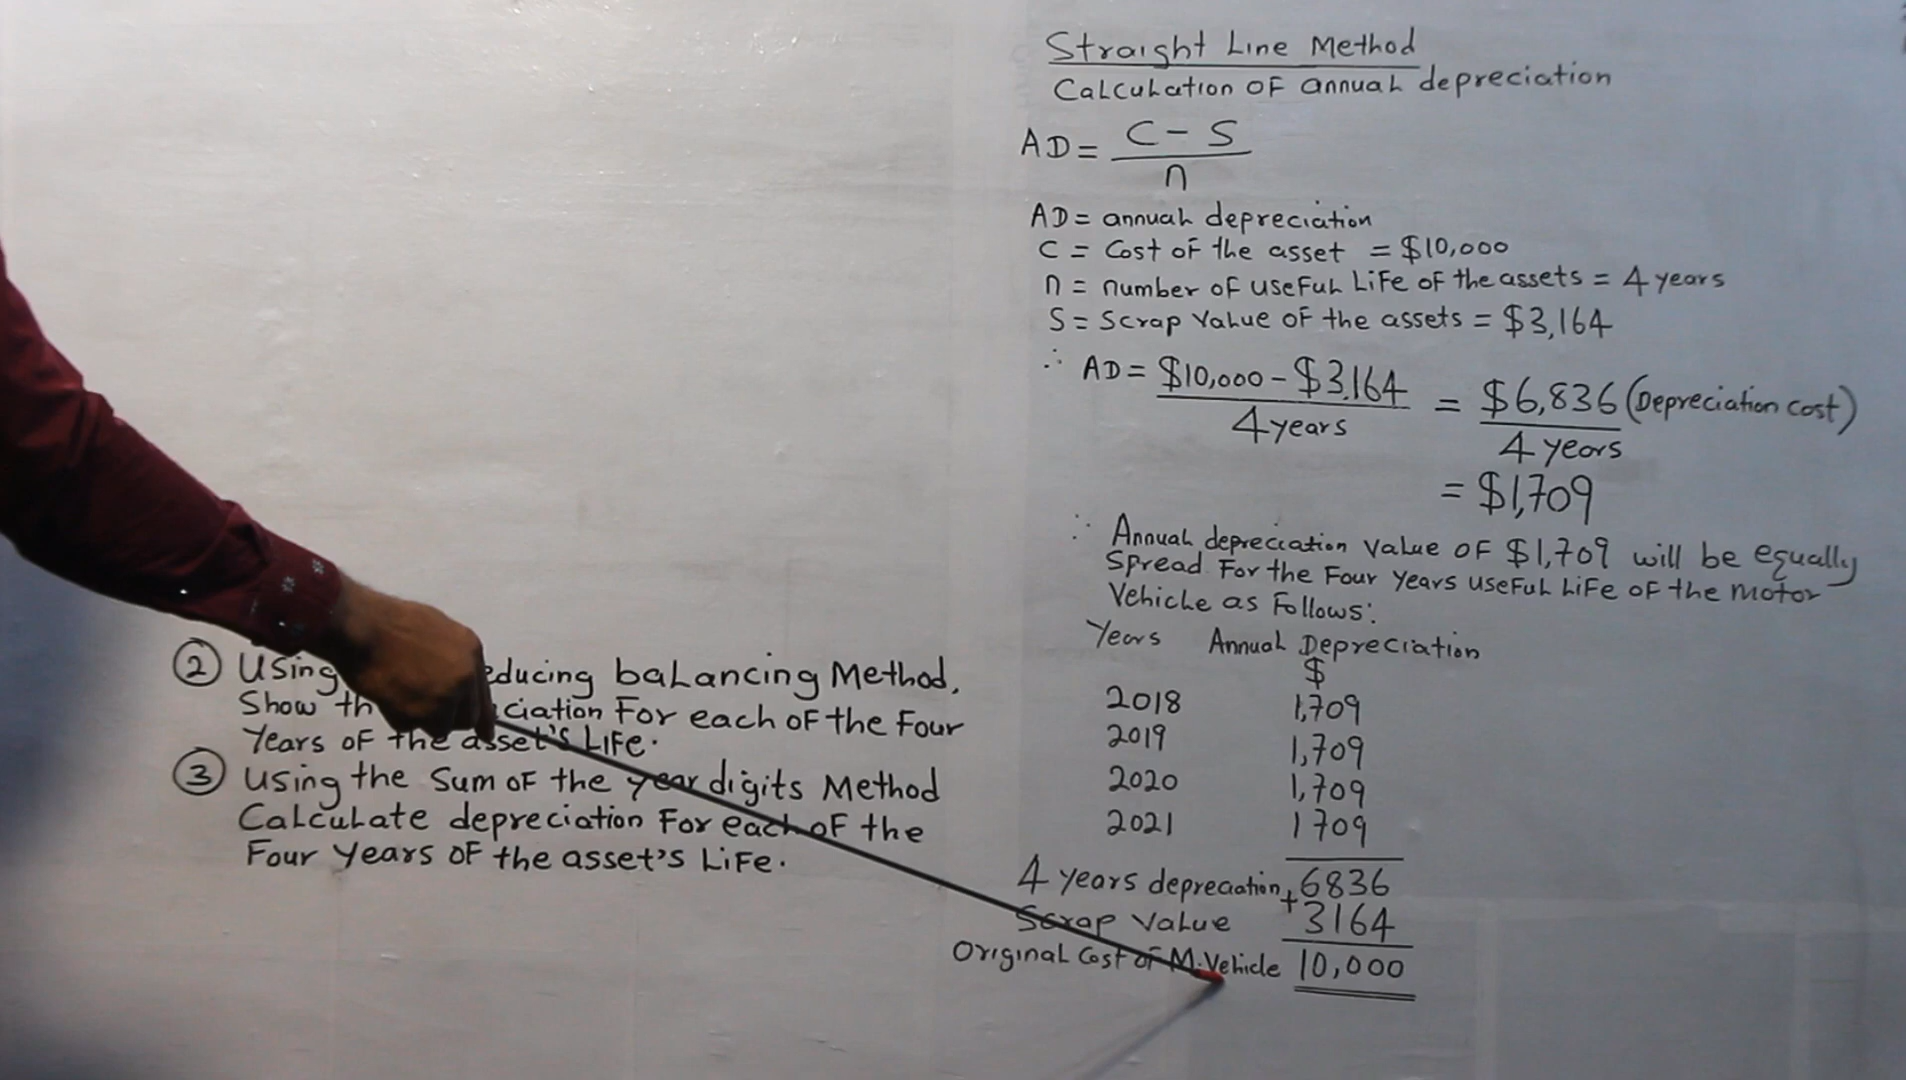 ② Using educing balancing Method,
Show th ciation For each of the Four
Years of the asset's Life.
③ Using the Sum of the year digits Method
Calculate depreciation For each of the
Four Years of the asset's Life.
Straight Line Method
Calculation of annual depreciation
AD = C - S
n
AD = annual depreciation
C = Cost of the asset = $10,000
n = number of useful Life of the assets = 4 years
S = Scrap Value of the assets = $3,164
∴ AD = $10,000 - $3,164 = $6,836 (Depreciation cost)
4 years 4 years
= $1,709
∴ Annual depreciation Value of $1,709 will be equally
Spread For the Four Years useful Life of the motor
Vehicle as Follows:
Years Annual Depreciation
$
2018 1,709
2019 1,709
2020 1,709
2021 1709
4 years depreciation 6836
Scrap Value + 3164
Original Cost of M.Vehicle 10,000